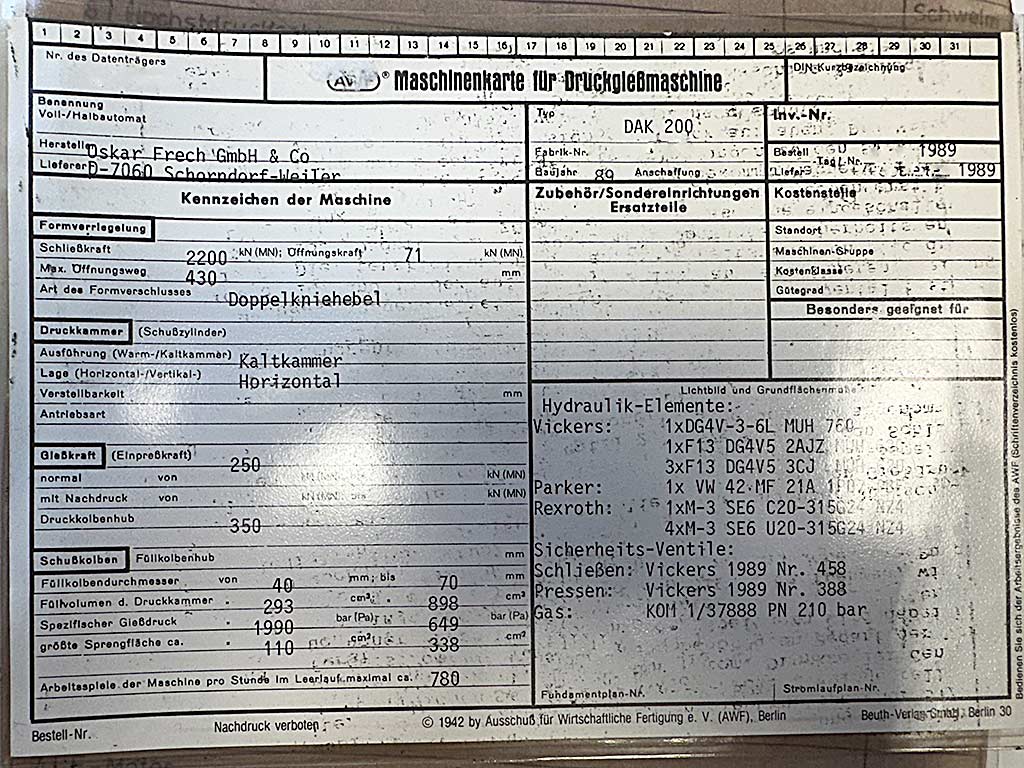 Höchstdruck
Schwelm
1 2 3 4 5 6 7 8 9 10 11 12 13 14 15 16 17 18 19 20 21 22 23 24 25 26 27 28 29 30 31
Nr. des Datenträgers
AWF® Maschinenkarte für Druckgießmaschine
DIN-Kurzbezeichnung
Benennung
Voll-/Halbautomat
Typ DAK 200
Inv.-Nr.
Hersteller Oskar Frech GmbH & Co
Fabrik-Nr.
Bestell 1989
Tag/-Nr.
Lieferer D-7060 Schorndorf-Weiler
Baujahr 89 Anschaffung
Liefer 1989
Kennzeichen der Maschine
Zubehör/Sondereinrichtungen
Ersatzteile
Kostenstelle
Standort
Maschinen-Gruppe
Kostenklasse
Gütegrad
Besonders geeignet für
Formverriegelung
Schließkraft 2200 kN (MN); Öffnungskraft 71 kN (MN)
Max. Öffnungsweg 430 mm
Art des Formverschlusses Doppelkniehebel
Druckkammer (Schußzylinder)
Ausführung (Warm-/Kaltkammer) Kaltkammer
Lage (Horizontal-/Vertikal-) Horizontal
Verstellbarkeit mm
Antriebsart
Gießkraft (Einpreßkraft) 250
normal von kN (MN) kN (MN)
mit Nachdruck von kN (MN) bis kN (MN)
Druckkolbenhub 350
Schußkolben Füllkolbenhub mm
Füllkolbendurchmesser von 40 mm; bis 70 mm
Füllvolumen d. Druckkammer " 293 cm³; " 898 cm³
Spezifischer Gießdruck " 1990 bar (Pa); 649 bar (Pa)
größte Sprengfläche ca. " 110 cm² 338 cm²
Arbeitsspiele der Maschine pro Stunde im Leerlauf maximal ca. 780
Lichtbild und Grundflächenmaße
Hydraulik-Elemente:
Vickers: 1xDG4V-3-6L MUH 760
1xF13 DG4V5 2AJZ
3xF13 DG4V5 3CJ
Parker: 1x VW 42 MF 21A
Rexroth: 1xM-3 SE6 C20-315G24 NZ4
4xM-3 SE6 U20-315G24 NZ4
Sicherheits-Ventile:
Schließen: Vickers 1989 Nr. 458
Pressen: Vickers 1989 Nr. 388
Gas: KOM 1/37888 PN 210 bar
Fundamentplan-Nr.
Stromlaufplan-Nr.
Bestell-Nr.
Nachdruck verboten
© 1942 by Ausschuß für Wirtschaftliche Fertigung e. V. (AWF), Berlin
Beuth-Verlag GmbH, Berlin 30
Bedienen Sie sich der Arbeitsergebnisse des AWF (Schriftenverzeichnis kostenlos)